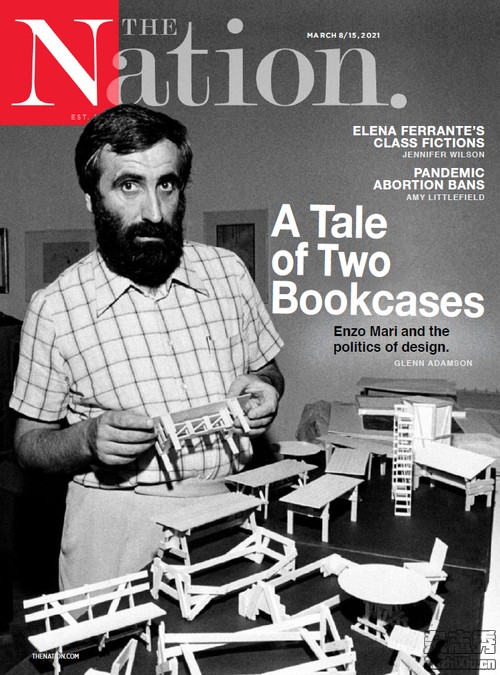 THE
Nation.
EST. 1
MARCH 8/15, 2021
ELENA FERRANTE'S
CLASS FICTIONS
JENNIFER WILSON
PANDEMIC
ABORTION BANS
AMY LITTLEFIELD
A Tale
of Two
Bookcases
Enzo Mari and the
politics of design.
GLENN ADAMSON
THENATION.COM